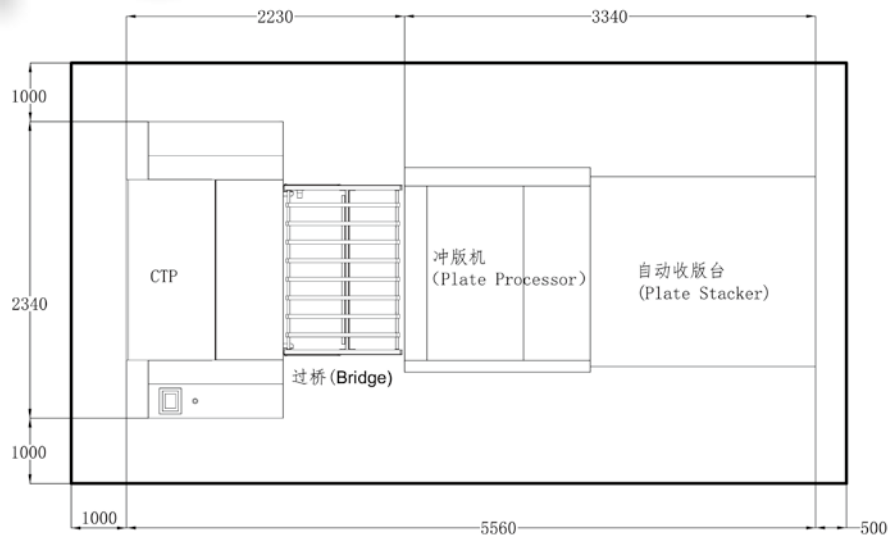 2230
3340
1000
冲版机
(Plate Processor)
自动收版台
(Plate Stacker)
CTP
2340
过桥(Bridge)
1000
1000
5560
500